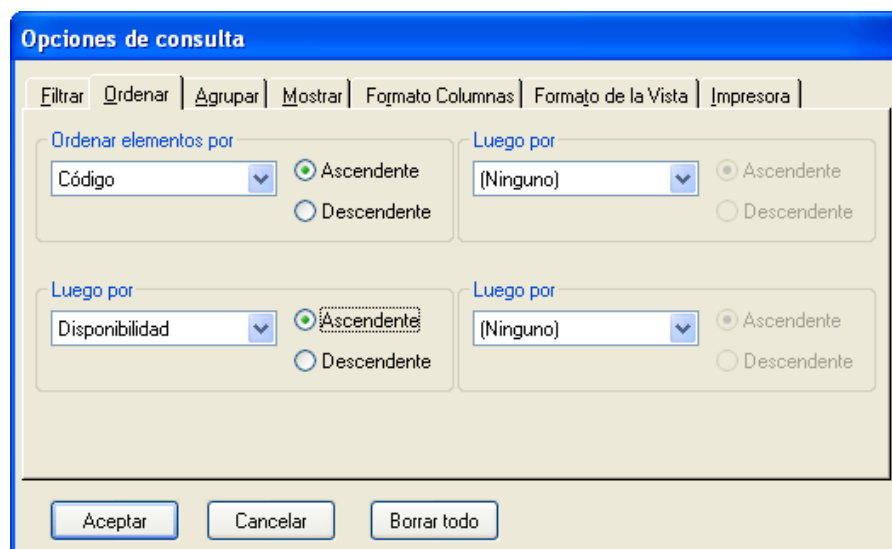 Opciones de consulta
Filtrar Ordenar Agrupar Mostrar Formato Columnas Formato de la Vista Impresora
Ordenar elementos por
Código
Ascendente
Descendente
Luego por
(Ninguno)
Ascendente
Descendente
Luego por
Disponibilidad
Ascendente
Descendente
Luego por
(Ninguno)
Ascendente
Descendente
Aceptar Cancelar Borrar todo